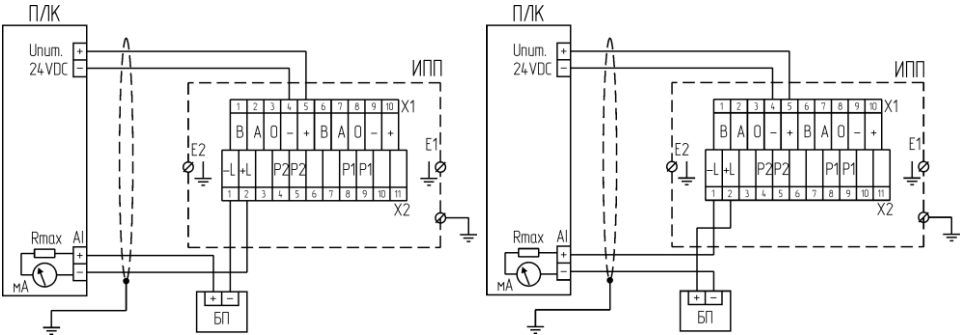 ПЛК
Uпит.
24VDC
+
−
ИПП
1 2 3 4 5 6 7 8 9 10 X1
B A O − + B A O − +
E2
E1
−L +L P2 P2 P1 P1
1 2 3 4 5 6 7 8 9 10 11
X2
Rmax AI
+
−
мА
+ −
БП
ПЛК
Uпит.
24VDC
+
−
ИПП
1 2 3 4 5 6 7 8 9 10 X1
B A O − + B A O − +
E2
E1
−L +L P2 P2 P1 P1
1 2 3 4 5 6 7 8 9 10 11
X2
Rmax AI
+
−
мА
+ −
БП